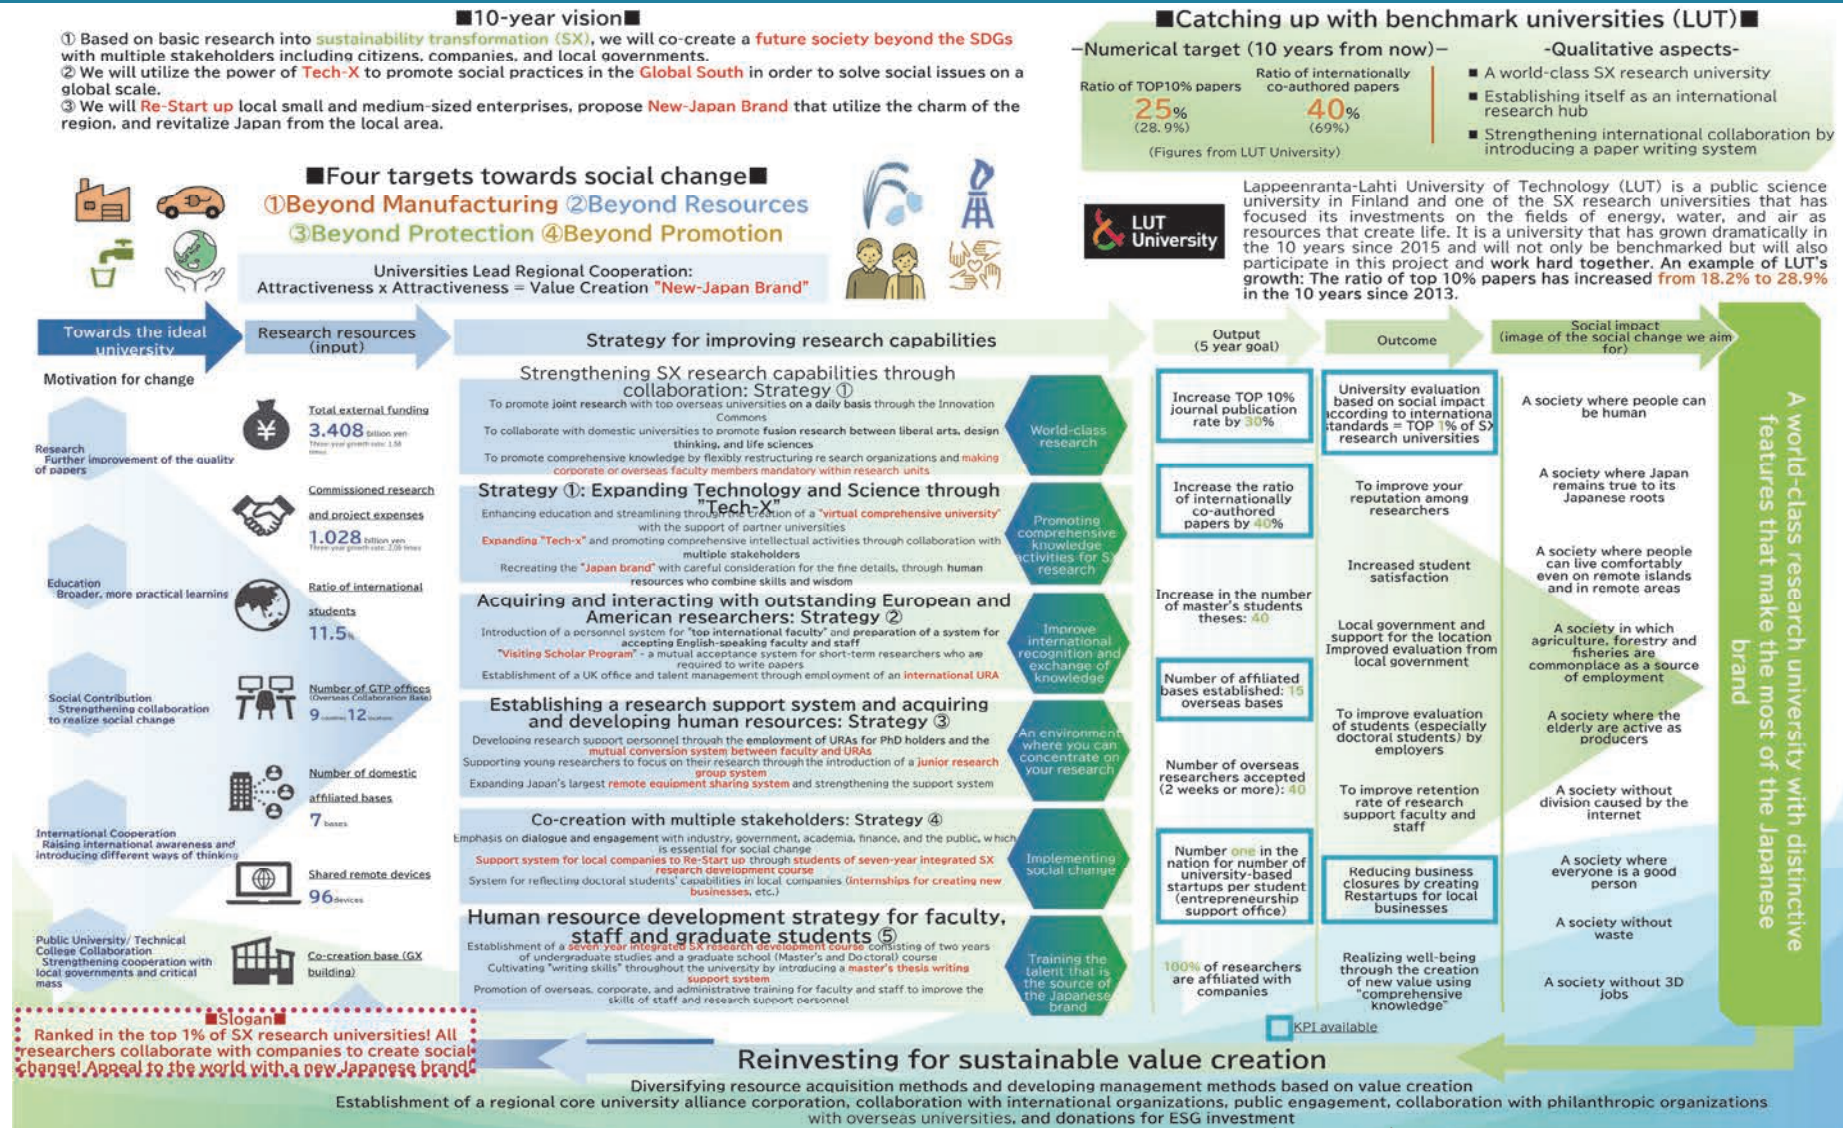 ■10-year vision■
① Based on basic research into sustainability transformation (SX), we will co-create a future society beyond the SDGs
with multiple stakeholders including citizens, companies, and local governments.
② We will utilize the power of Tech-X to promote social practices in the Global South in order to solve social issues on a
global scale.
③ We will Re-Start up local small and medium-sized enterprises, propose New-Japan Brand that utilize the charm of the
region, and revitalize Japan from the local area.
■Catching up with benchmark universities (LUT)■
-Numerical target (10 years from now)-
Ratio of TOP10% papers
25%
(28.9%)
Ratio of internationally
co-authored papers
40%
(69%)
(Figures from LUT University)
-Qualitative aspects-
■ A world-class SX research university
■ Establishing itself as an international
research hub
■ Strengthening international collaboration by
introducing a paper writing system
■Four targets towards social change■
①Beyond Manufacturing ②Beyond Resources
③Beyond Protection ④Beyond Promotion
Universities Lead Regional Cooperation:
Attractiveness x Attractiveness = Value Creation "New-Japan Brand"
LUT
University
Lappeenranta-Lahti University of Technology (LUT) is a public science
university in Finland and one of the SX research universities that has
focused its investments on the fields of energy, water, and air as
resources that create life. It is a university that has grown dramatically in
the 10 years since 2015 and will not only be benchmarked but will also
participate in this project and work hard together. An example of LUT's
growth: The ratio of top 10% papers has increased from 18.2% to 28.9%
in the 10 years since 2013.
Towards the ideal
university
Research resources
(input)
Strategy for improving research capabilities
Output
(5 year goal)
Outcome
Social impact
(image of the social change we aim
for)
Motivation for change
Research
Further improvement of the quality
of papers
Education
Broader, more practical learning
Social Contribution
Strengthening collaboration
to realize social change
International Cooperation
Raising international awareness and
introducing different ways of thinking
Public University/ Technical
College Collaboration
Strengthening cooperation with
local governments and critical
mass
Total external funding
3.408 billion yen
Three-year growth rate: 1.58
times
Commissioned research
and project expenses
1.028 billion yen
Three-year growth rate: 2.08 times
Ratio of international
students
11.5%
Number of GTP offices
(Overseas Collaboration Base)
9 countries 12 locations
Number of domestic
affiliated bases
7 bases
Shared remote devices
96devices
Co-creation base (GX
building)
Strengthening SX research capabilities through
collaboration: Strategy ①
To promote joint research with top overseas universities on a daily basis through the Innovation
Commons
To collaborate with domestic universities to promote fusion research between liberal arts, design
thinking, and life sciences
To promote comprehensive knowledge by flexibly restructuring re search organizations and making
corporate or overseas faculty members mandatory within research units
World-class
research
Strategy ①: Expanding Technology and Science through
"Tech-X"
Enhancing education and streamlining through the creation of a "virtual comprehensive university"
with the support of partner universities
Expanding "Tech-x" and promoting comprehensive intellectual activities through collaboration with
multiple stakeholders
Recreating the "Japan brand" with careful consideration for the fine details, through human
resources who combine skills and wisdom
Promoting
comprehensive
knowledge
activities for SX
research
Acquiring and interacting with outstanding European and
American researchers: Strategy ②
Introduction of a personnel system for "top international faculty" and preparation of a system for
accepting English-speaking faculty and staff
"Visiting Scholar Program" - a mutual acceptance system for short-term researchers who are
required to write papers
Establishment of a UK office and talent management through employment of an international URA
Improve
international
recognition and
exchange of
knowledge
Establishing a research support system and acquiring
and developing human resources: Strategy ③
Developing research support personnel through the employment of URAs for PhD holders and the
mutual conversion system between faculty and URAs
Supporting young researchers to focus on their research through the introduction of a junior research
group system
Expanding Japan's largest remote equipment sharing system and strengthening the support system
An environment
where you can
concentrate on
your research
Co-creation with multiple stakeholders: Strategy ④
Emphasis on dialogue and engagement with industry, government, academia, finance, and the public, which
is essential for social change
Support system for local companies to Re-Start up through students of seven-year integrated SX
research development course
System for reflecting doctoral students' capabilities in local companies (internships for creating new
businesses, etc.)
Implementing
social change
Human resource development strategy for faculty,
staff and graduate students ⑤
Establishment of a seven year integrated SX research development course consisting of two years
of undergraduate studies and a graduate school (Master's and Doctoral) course
Cultivating "writing skills" throughout the university by introducing a master's thesis writing
support system
Promotion of overseas, corporate, and administrative training for faculty and staff to improve the
skills of staff and research support personnel
Training the
talent that is
the source of
the Japanese
brand
Increase TOP 10%
journal publication
rate by 30%
Increase the ratio
of internationally
co-authored
papers by 40%
Increase in the number
of master's students
theses: 40
Number of affiliated
bases established: 15
overseas bases
Number of overseas
researchers accepted
(2 weeks or more): 40
Number one in the
nation for number of
university-based
startups per student
(entrepreneurship
support office)
100% of researchers
are affiliated with
companies
University evaluation
based on social impact
according to internationa
standards = TOP 1% of SX
research universities
To improve your
reputation among
researchers
Increased student
satisfaction
Local government and
support for the location
Improved evaluation from
local government
To improve evaluation
of students (especially
doctoral students) by
employers
To improve retention
rate of research
support faculty and
staff
Reducing business
closures by creating
Restartups for local
businesses
Realizing well-being
through the creation
of new value using
"comprehensive
knowledge"
KPI available
A society where people can
be human
A society where Japan
remains true to its
Japanese roots
A society where people
can live comfortably
even on remote islands
and in remote areas
A society in which
agriculture, forestry and
fisheries are
commonplace as a source
of employment
A society where the
elderly are active as
producers
A society without
division caused by the
internet
A society where
everyone is a good
person
A society without
waste
A society without 3D
jobs
A world-class research university with distinctive
features that make the most of the Japanese
brand
■Slogan■
Ranked in the top 1% of SX research universities! All
researchers collaborate with companies to create social
change! Appeal to the world with a new Japanese brand!
Reinvesting for sustainable value creation
Diversifying resource acquisition methods and developing management methods based on value creation
Establishment of a regional core university alliance corporation, collaboration with international organizations, public engagement, collaboration with philanthropic organizations
with overseas universities, and donations for ESG investment